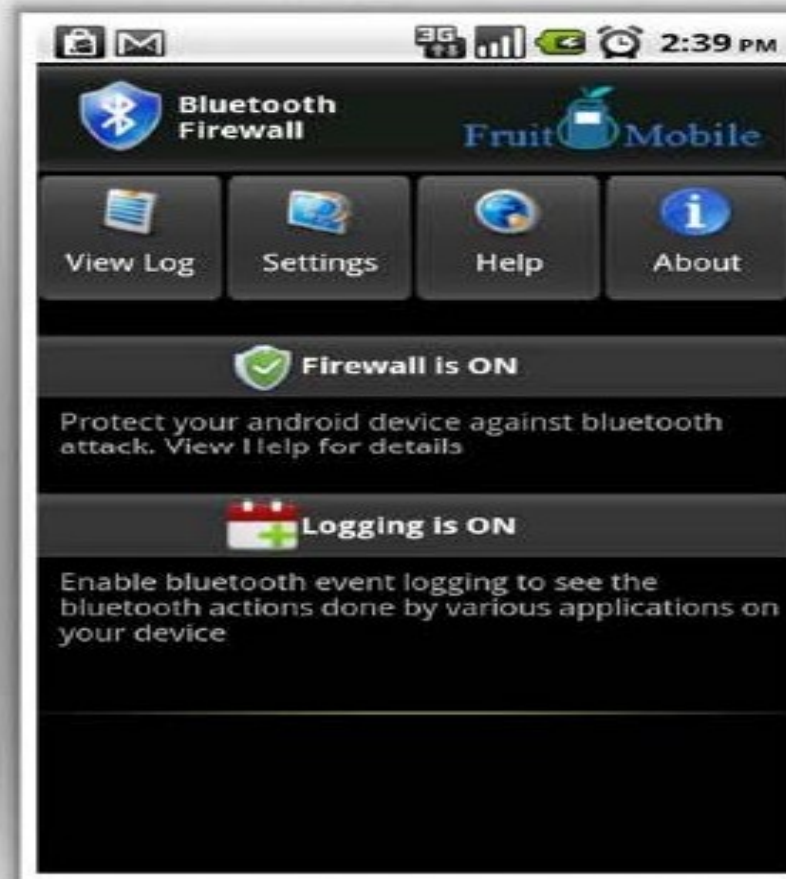 3G 2:39 PM
Bluetooth
Firewall
Fruit Mobile
View Log Settings Help About
Firewall is ON
Protect your android device against bluetooth
attack. View Help for details
Logging is ON
Enable bluetooth event logging to see the
bluetooth actions done by various applications on
your device